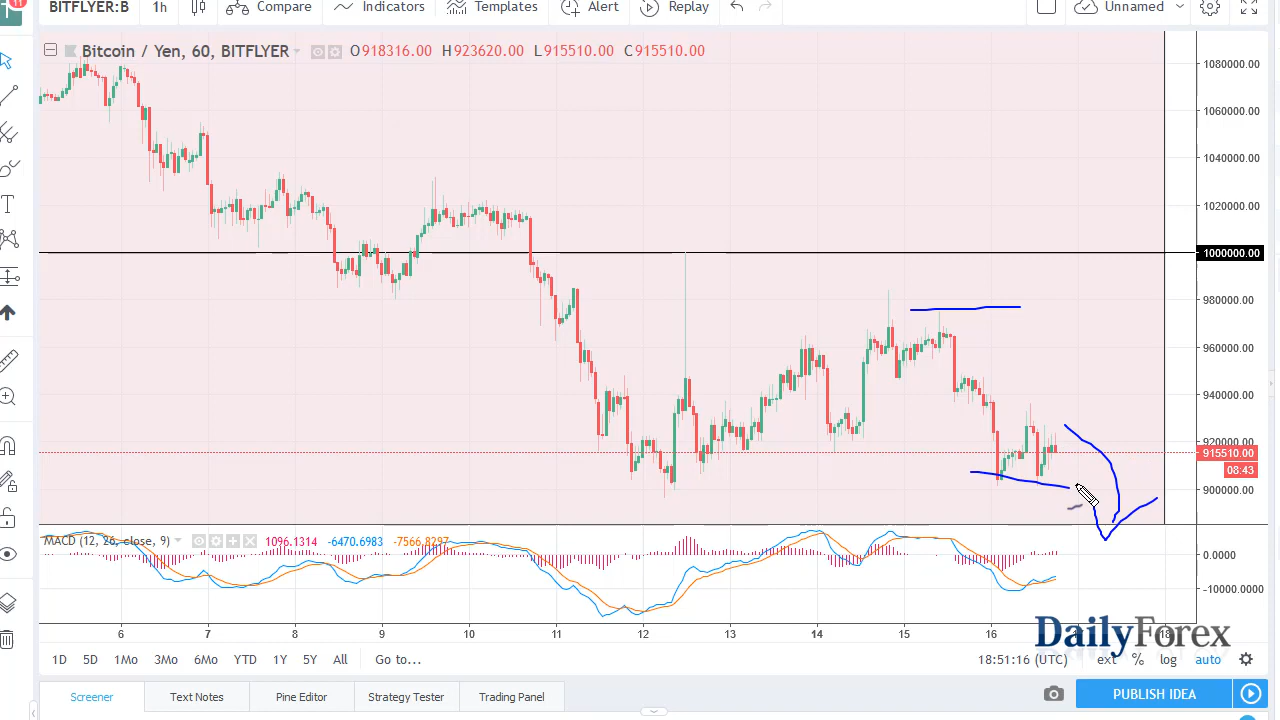 11
BITFLYER:B 1h Compare Indicators Templates Alert Replay Unnamed
Bitcoin / Yen, 60, BITFLYER O918316.00 H923620.00 L915510.00 C915510.00
1080000.00
1060000.00
1040000.00
1020000.00
1000000.00
980000.00
960000.00
940000.00
920000.00
915510.00
08:43
900000.00
MACD (12, 26, close, 9) 1096.1314 -6470.6983 -7566.8297
0.0000
-10000.0000
6 7 8 9 10 11 12 13 14 15 16 18
DailyForex
1D 5D 1Mo 3Mo 6Mo YTD 1Y 5Y All Go to... 18:51:16 (UTC) ext % log auto
Screener Text Notes Pine Editor Strategy Tester Trading Panel PUBLISH IDEA